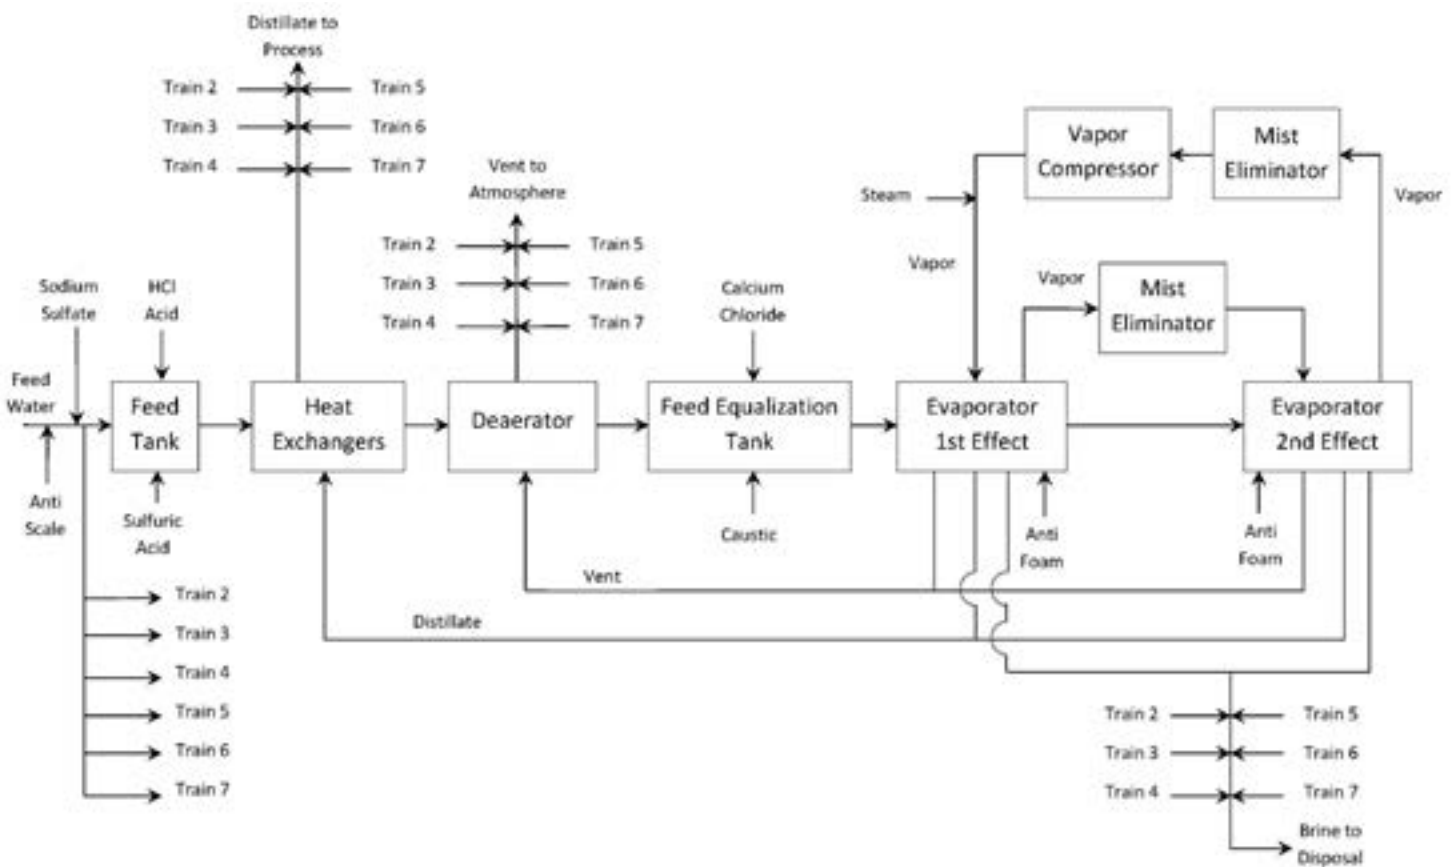 Distillate to
Process
Train 2
Train 5
Train 3
Train 6
Train 4
Train 7
Vent to
Atmosphere
Train 2
Train 5
Train 3
Train 6
Train 4
Train 7
Vapor
Compressor
Mist
Eliminator
Steam
Vapor
Vapor
Vapor
Mist
Eliminator
Sodium
Sulfate
HCl
Acid
Calcium
Chloride
Feed
Water
Feed
Tank
Heat
Exchangers
Deaerator
Feed Equalization
Tank
Evaporator
1st Effect
Evaporator
2nd Effect
Anti
Scale
Sulfuric
Acid
Caustic
Anti
Foam
Anti
Foam
Vent
Distillate
Train 2
Train 3
Train 4
Train 5
Train 6
Train 7
Train 2
Train 5
Train 3
Train 6
Train 4
Train 7
Brine to
Disposal